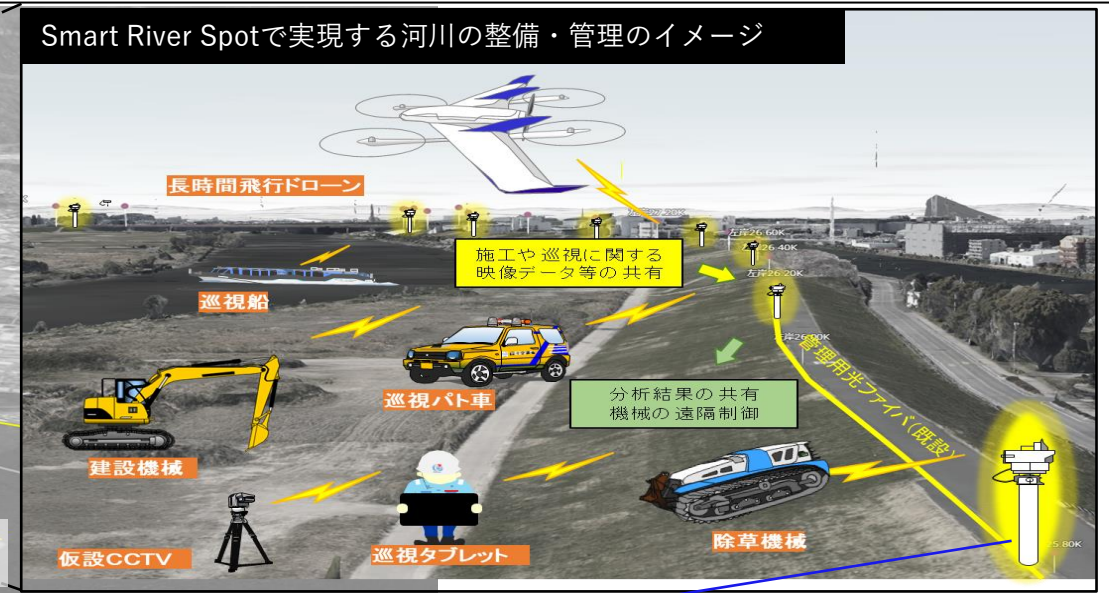 Smart River Spotで実現する河川の整備・管理のイメージ
長時間飛行ドローン
左岸26.60K
26.40K
左岸26.20K
施工や巡視に関する
映像データ等の共有
巡視船
巡視パト車
分析結果の共有
機械の遠隔制御
管理用光ファイバ(既設)
建設機械
仮設CCTV
巡視タブレット
除草機械
5.80K